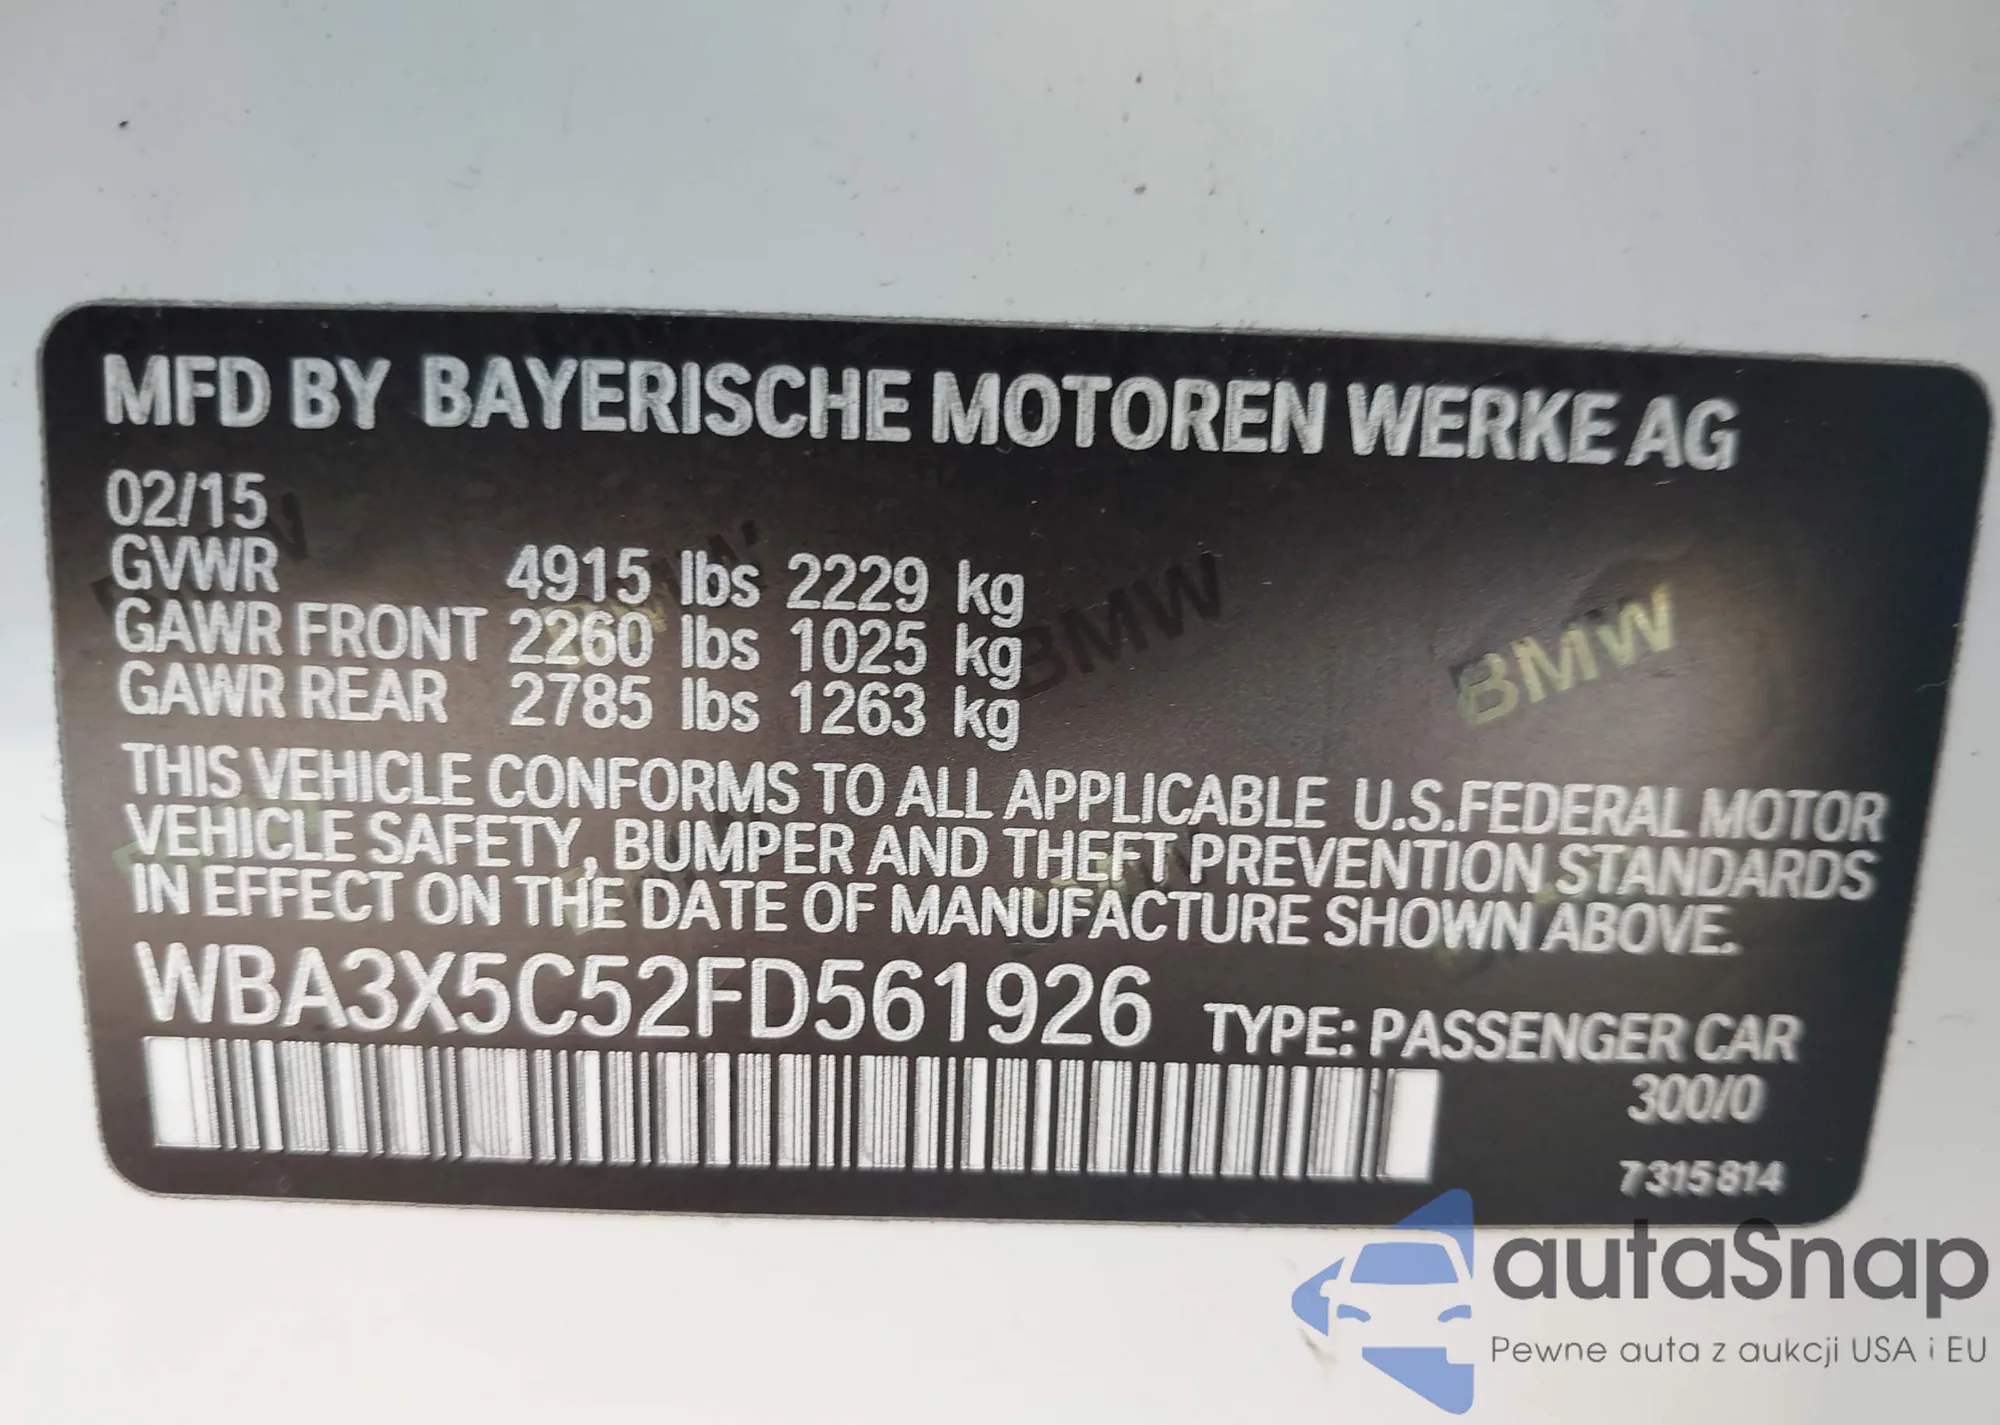 MFD BY BAYERISCHE MOTOREN WERKE AG
02/15
GVWR 4915 lbs 2229 kg
GAWR FRONT 2260 lbs 1025 kg
GAWR REAR 2785 lbs 1263 kg
THIS VEHICLE CONFORMS TO ALL APPLICABLE U.S.FEDERAL MOTOR
VEHICLE SAFETY, BUMPER AND THEFT PREVENTION STANDARDS
IN EFFECT ON THE DATE OF MANUFACTURE SHOWN ABOVE.
WBA3X5C52FD561926 TYPE: PASSENGER CAR
300/0
7315814
BMW
BMW
autaSnap
Pewne auta z aukcji USA i EU